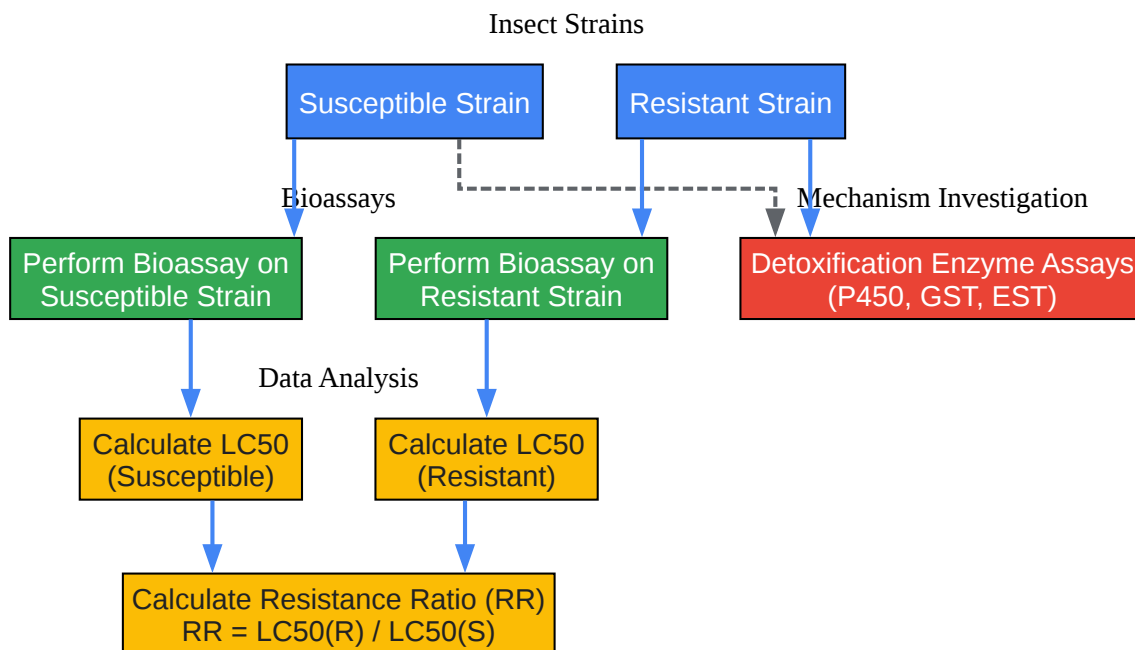 Insect Strains
Susceptible Strain
Resistant Strain
Bioassays
Mechanism Investigation
Perform Bioassay on
Susceptible Strain
Perform Bioassay on
Resistant Strain
Detoxification Enzyme Assays
(P450, GST, EST)
Data Analysis
Calculate LC50
(Susceptible)
Calculate LC50
(Resistant)
Calculate Resistance Ratio (RR)
RR = LC50(R) / LC50(S)